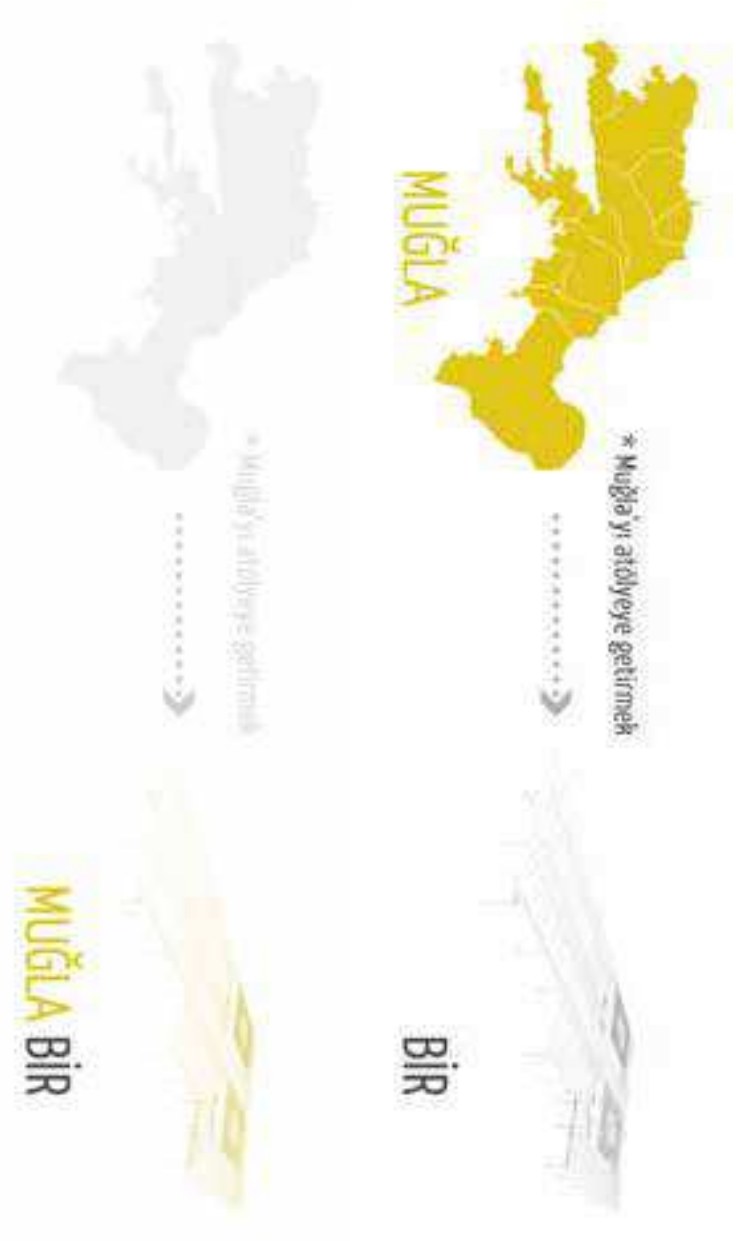 * Muğla'yı atölyeye getirmek
MUĞLA
BİR
* Muğla'yı atölyeye getirmek
MUĞLA BİR